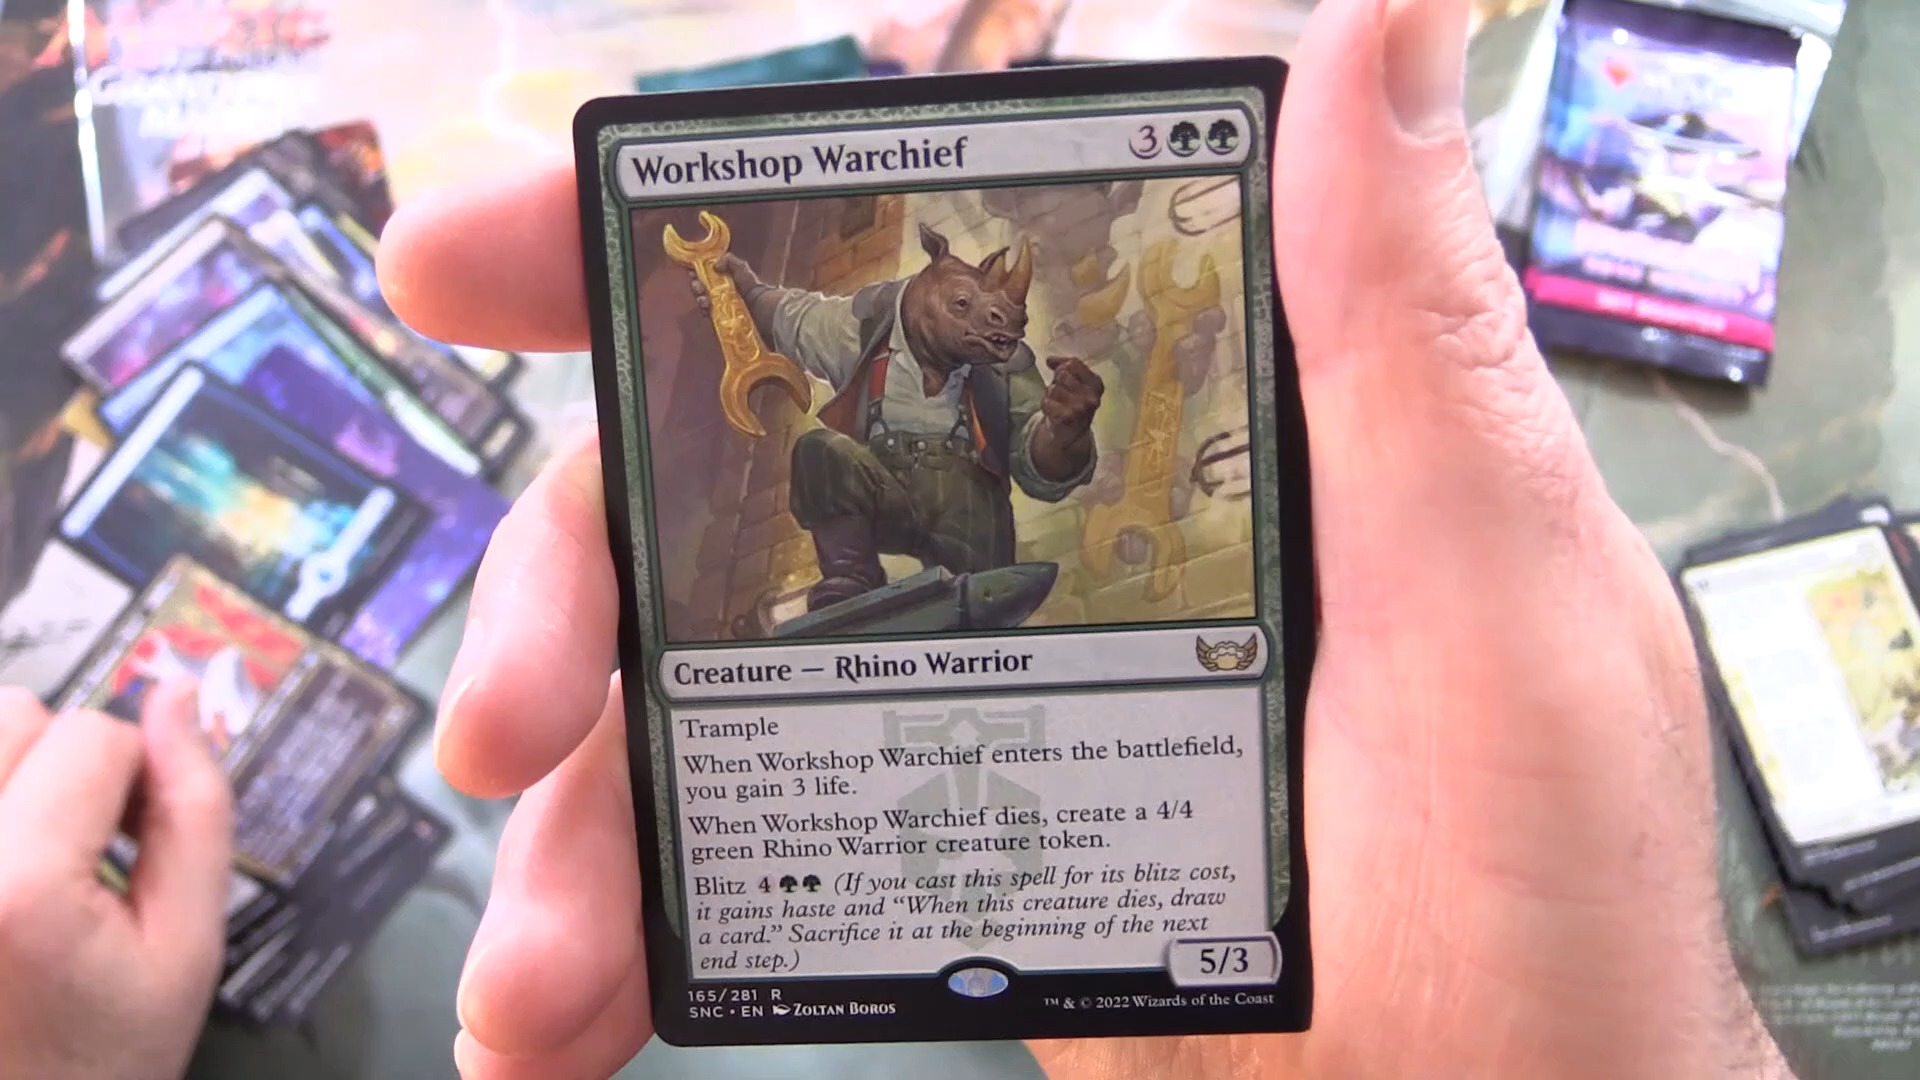 Workshop Warchief 3
Creature — Rhino Warrior
Trample
When Workshop Warchief enters the battlefield,
you gain 3 life.
When Workshop Warchief dies, create a 4/4
green Rhino Warrior creature token.
Blitz 4 (If you cast this spell for its blitz cost,
it gains haste and “When this creature dies, draw
a card.” Sacrifice it at the beginning of the next
end step.)
5/3
165/281 R
SNC • EN Zoltan Boros
™ & © 2022 Wizards of the Coast